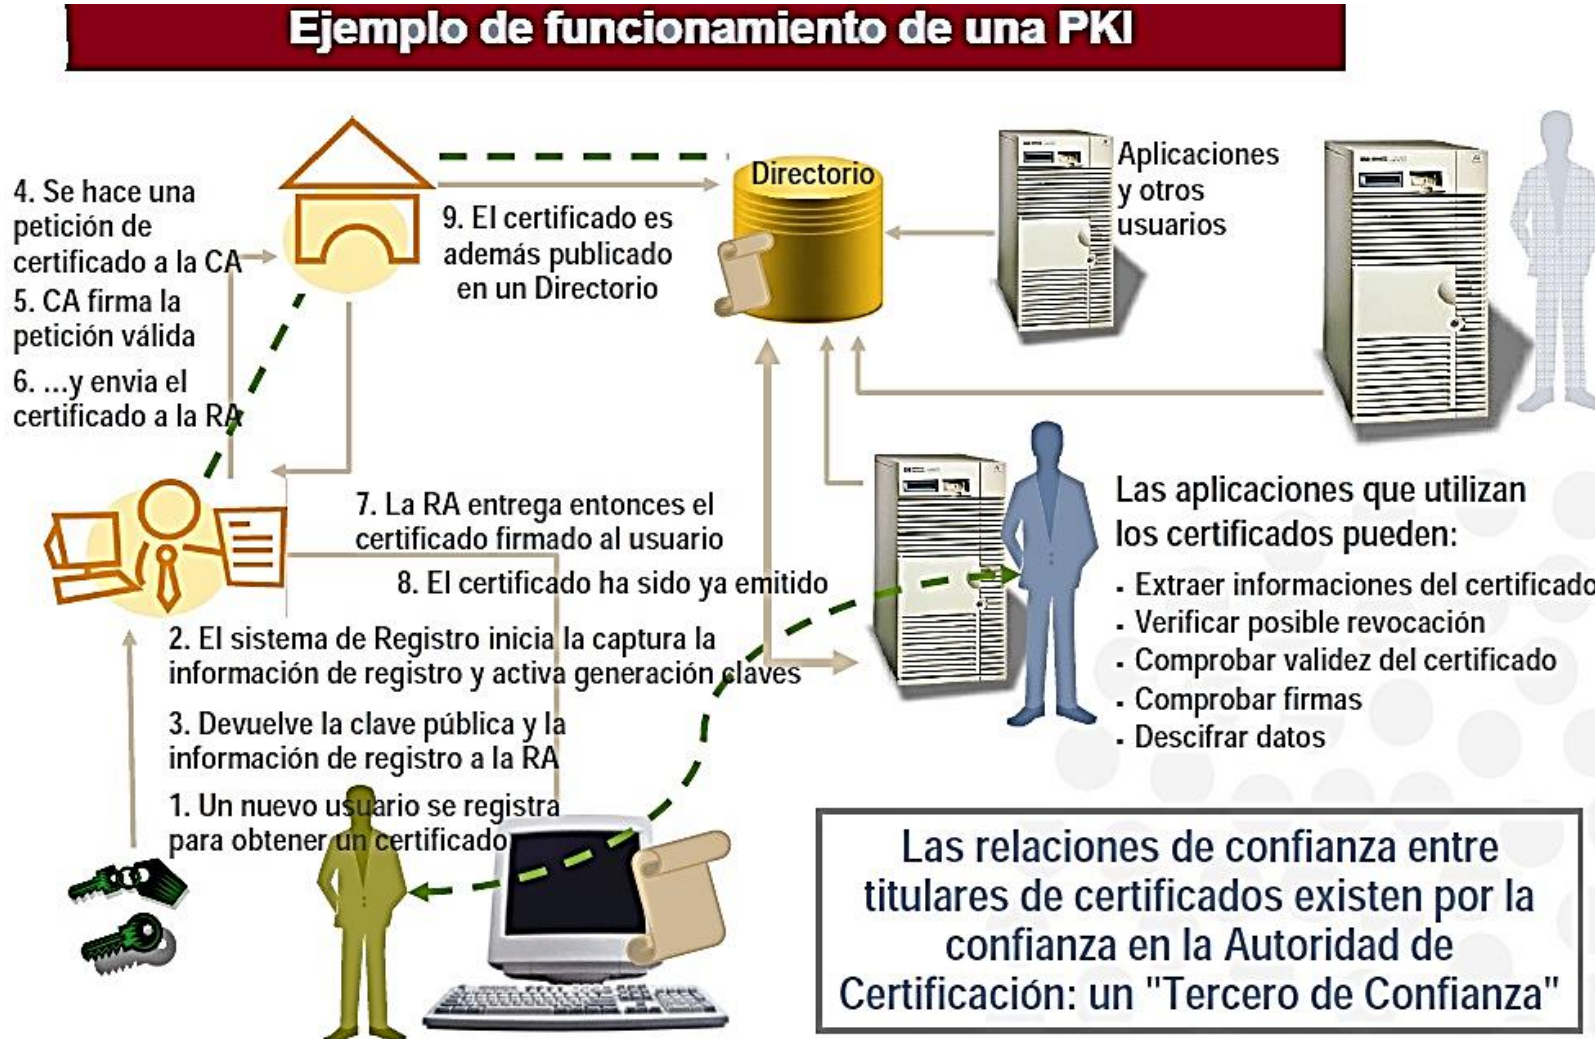 Ejemplo de funcionamiento de una PKI
4. Se hace una
petición de
certificado a la CA
5. CA firma la
petición válida
6. ...y envia el
certificado a la RA
9. El certificado es
además publicado
en un Directorio
Directorio
Aplicaciones
y otros
usuarios
7. La RA entrega entonces el
certificado firmado al usuario
8. El certificado ha sido ya emitido
2. El sistema de Registro inicia la captura la
información de registro y activa generación claves
3. Devuelve la clave pública y la
información de registro a la RA
1. Un nuevo usuario se registra
para obtener un certificado
Las aplicaciones que utilizan
los certificados pueden:
- Extraer informaciones del certificado
- Verificar posible revocación
- Comprobar validez del certificado
- Comprobar firmas
- Descifrar datos
Las relaciones de confianza entre
titulares de certificados existen por la
confianza en la Autoridad de
Certificación: un "Tercero de Confianza"